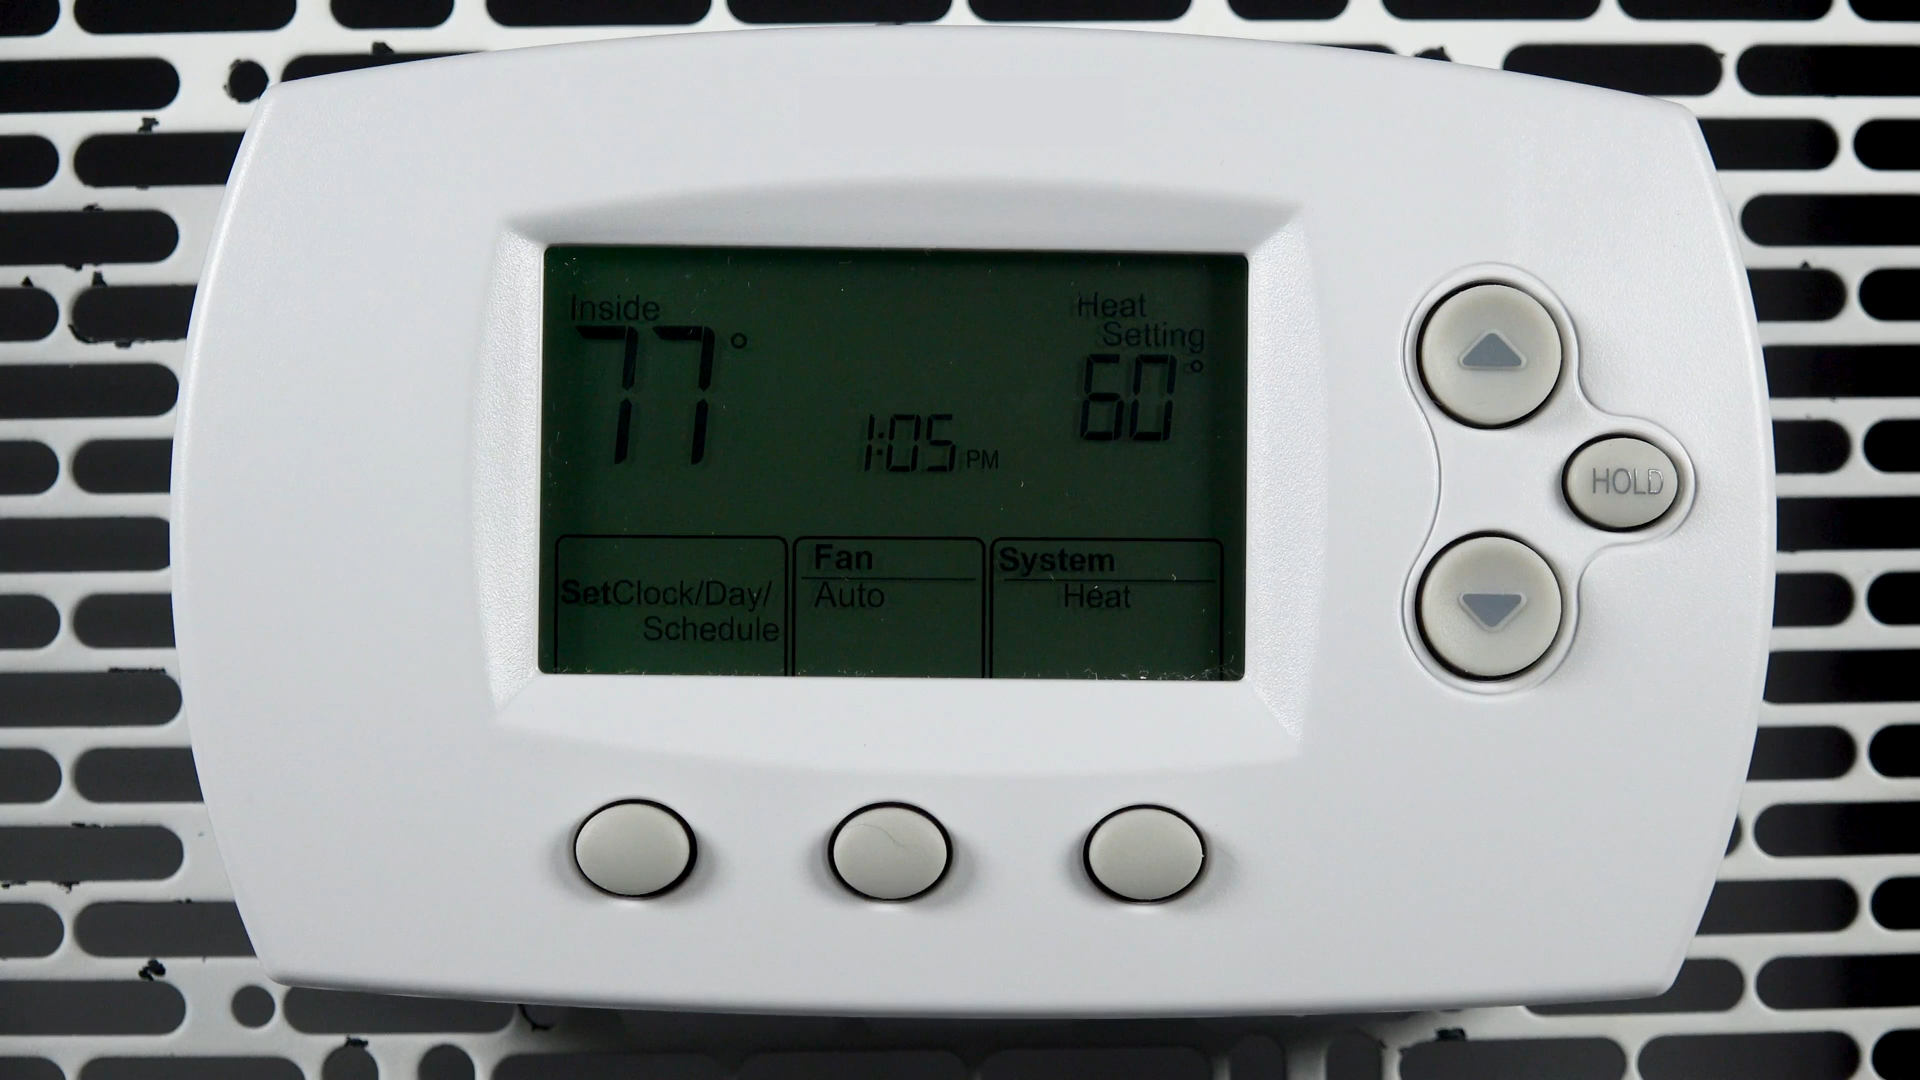 Inside
77°
Heat
Setting
60°
1:05 PM
HOLD
SetClock/Day/
Schedule
Fan
Auto
System
Heat